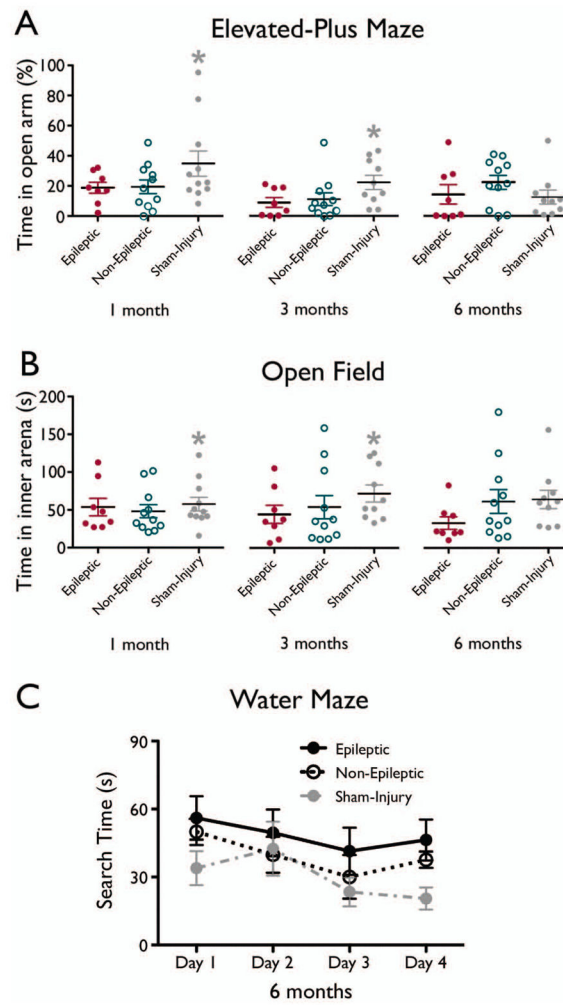 A
Elevated-Plus Maze
Time in open arm (%)
100
80
60
40
20
0
*
*
Epileptic
Non-Epileptic
Sham-Injury
Epileptic
Non-Epileptic
Sham-Injury
Epileptic
Non-Epileptic
Sham-Injury
1 month
3 months
6 months
B
Open Field
Time in inner arena (s)
200
150
100
50
0
*
*
Epileptic
Non-Epileptic
Sham-Injury
Epileptic
Non-Epileptic
Sham-Injury
Epileptic
Non-Epileptic
Sham-Injury
1 month
3 months
6 months
C
Water Maze
Search Time (s)
90
60
30
0
Epileptic
Non-Epileptic
Sham-Injury
Day 1
Day 2
Day 3
Day 4
6 months